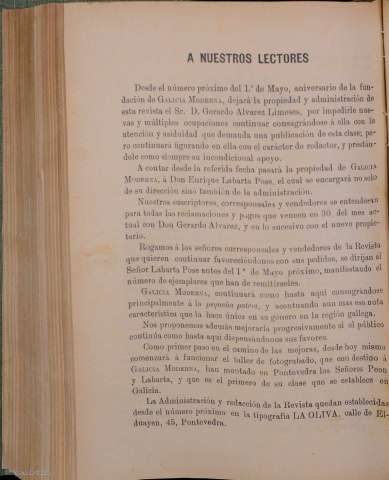 A NUESTROS LECTORES
Desde el número próximo del 1.º de Mayo, aniversario de la fun-
dación de GALICIA MODERNA, dejará la propiedad y administración de
esta revista el Sr. D. Gerardo Alvarez Limeses, por impedirle nue-
vas y múltiples ocupaciones continuar consagrándose á ella con la
atención y asiduidad que demanda una publicación de esta clase; pe-
ro continuará figurando en ella con el carácter de redactor, y prestán-
dole como siempre su incondicional apoyo.
A contar desde la referida fecha pasará la propiedad de GALICIA
MODERNA, á Don Enrique Labarta Pose, el cual se encargará no solo
de su dirección sino también de la administración.
Nuestros suscriptores, corresponsales y vendedores se entenderán
para todas las reclamaciones y pagos que vencen en 30 del mes ac-
tual con Don Gerardo Alvarez, y en lo sucesivo con el nuevo propie-
tario.
Rogamos á los señores corresponsales y vendedores de la Revista
que quieren continuar favoreciéndonos con sus pedidos, se dirijan al
Señor Labarta Pose antes del 1.º de Mayo próximo, manifestando el
número de ejemplares que han de remitírseles.
GALICIA MODERNA, continuará como hasta aquí consagrándose
principalmente á la pequeña patria, y acentuando aun mas esa nota
característica que la hace única en su género en la región gallega.
Nos proponemos además mejorarla progresivamente si el público
continúa como hasta aquí dispensándonos sus favores.
Como primer paso en el camino de las mejoras, desde hoy mismo
comenzará á funcionar el taller de fotograbado, que con destino á
GALICIA MODERNA, han montado en Pontevedra los Señores Peon
y Labarta, y que es el primero de su clase que se establece en
Galicia.
La Administración y redacción de la Revista quedan establecidas
desde el número próximo en la tipografía LA OLIVA, calle de El-
duayen, 45, Pontevedra.